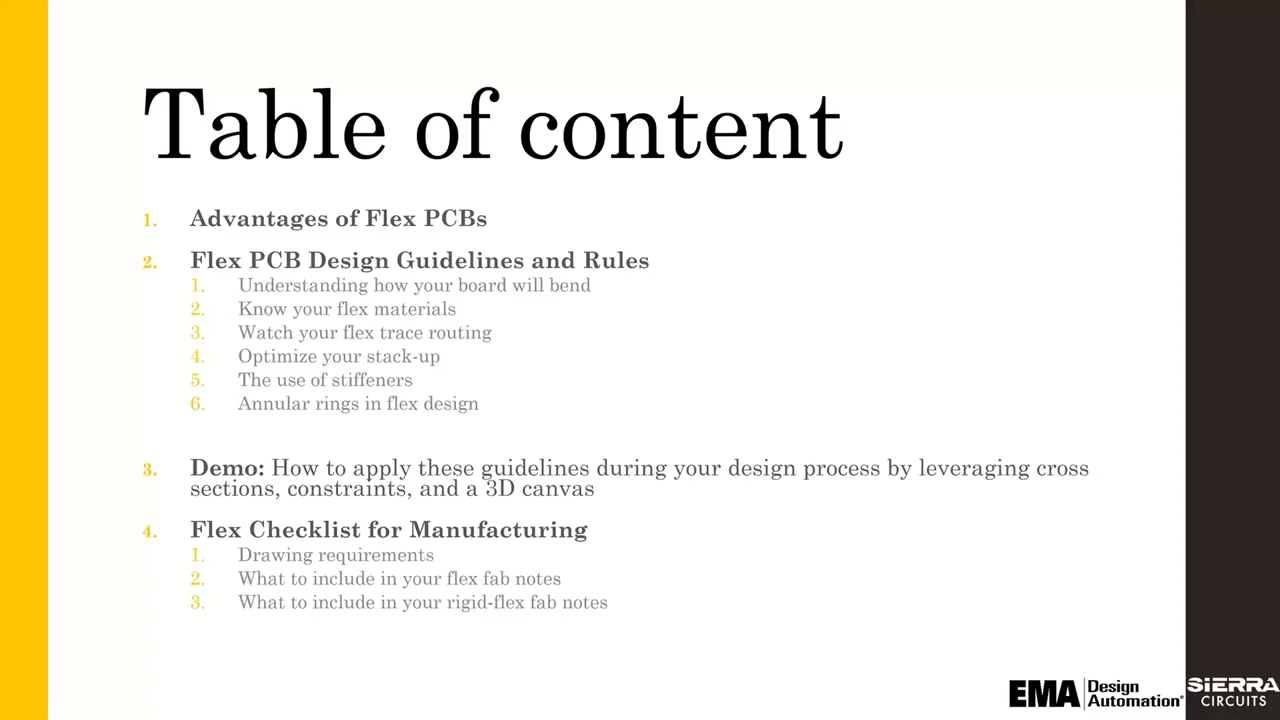 Table of content
1. Advantages of Flex PCBs
2. Flex PCB Design Guidelines and Rules
1. Understanding how your board will bend
2. Know your flex materials
3. Watch your flex trace routing
4. Optimize your stack-up
5. The use of stiffeners
6. Annular rings in flex design
3. Demo: How to apply these guidelines during your design process by leveraging cross
sections, constraints, and a 3D canvas
4. Flex Checklist for Manufacturing
1. Drawing requirements
2. What to include in your flex fab notes
3. What to include in your rigid-flex fab notes
EMA Design Automation®
SIERRA CIRCUITS